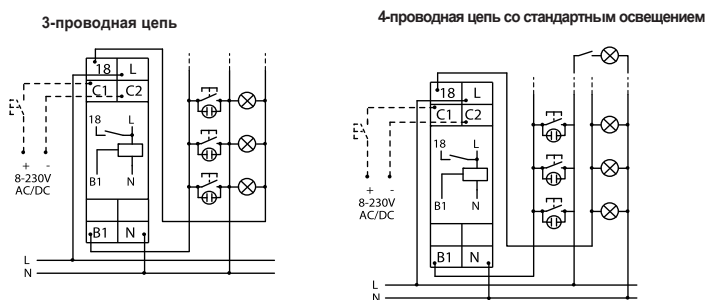 3-проводная цепь
18 L
C1 C2
18 L
B1 N
+ -
8-230V
AC/DC
B1 N
L
N
4-проводная цепь со стандартным освещением
18 L
C1 C2
18 L
B1 N
+ -
8-230V
AC/DC
B1 N
L
N